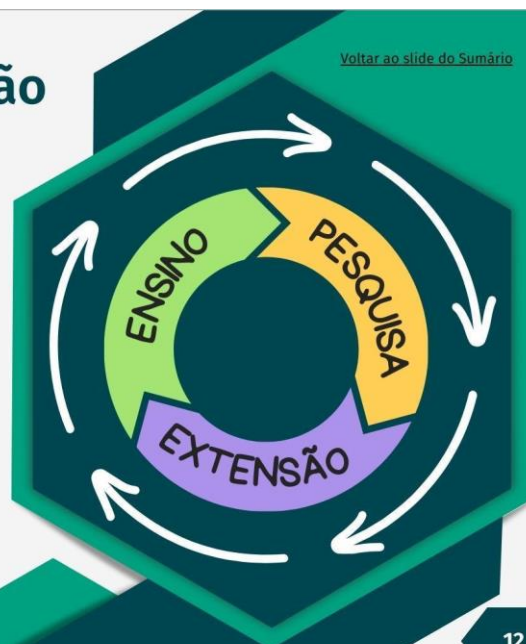 ão
Voltar ao slide do Sumário
ENSINO
PESQUISA
EXTENSÃO
12